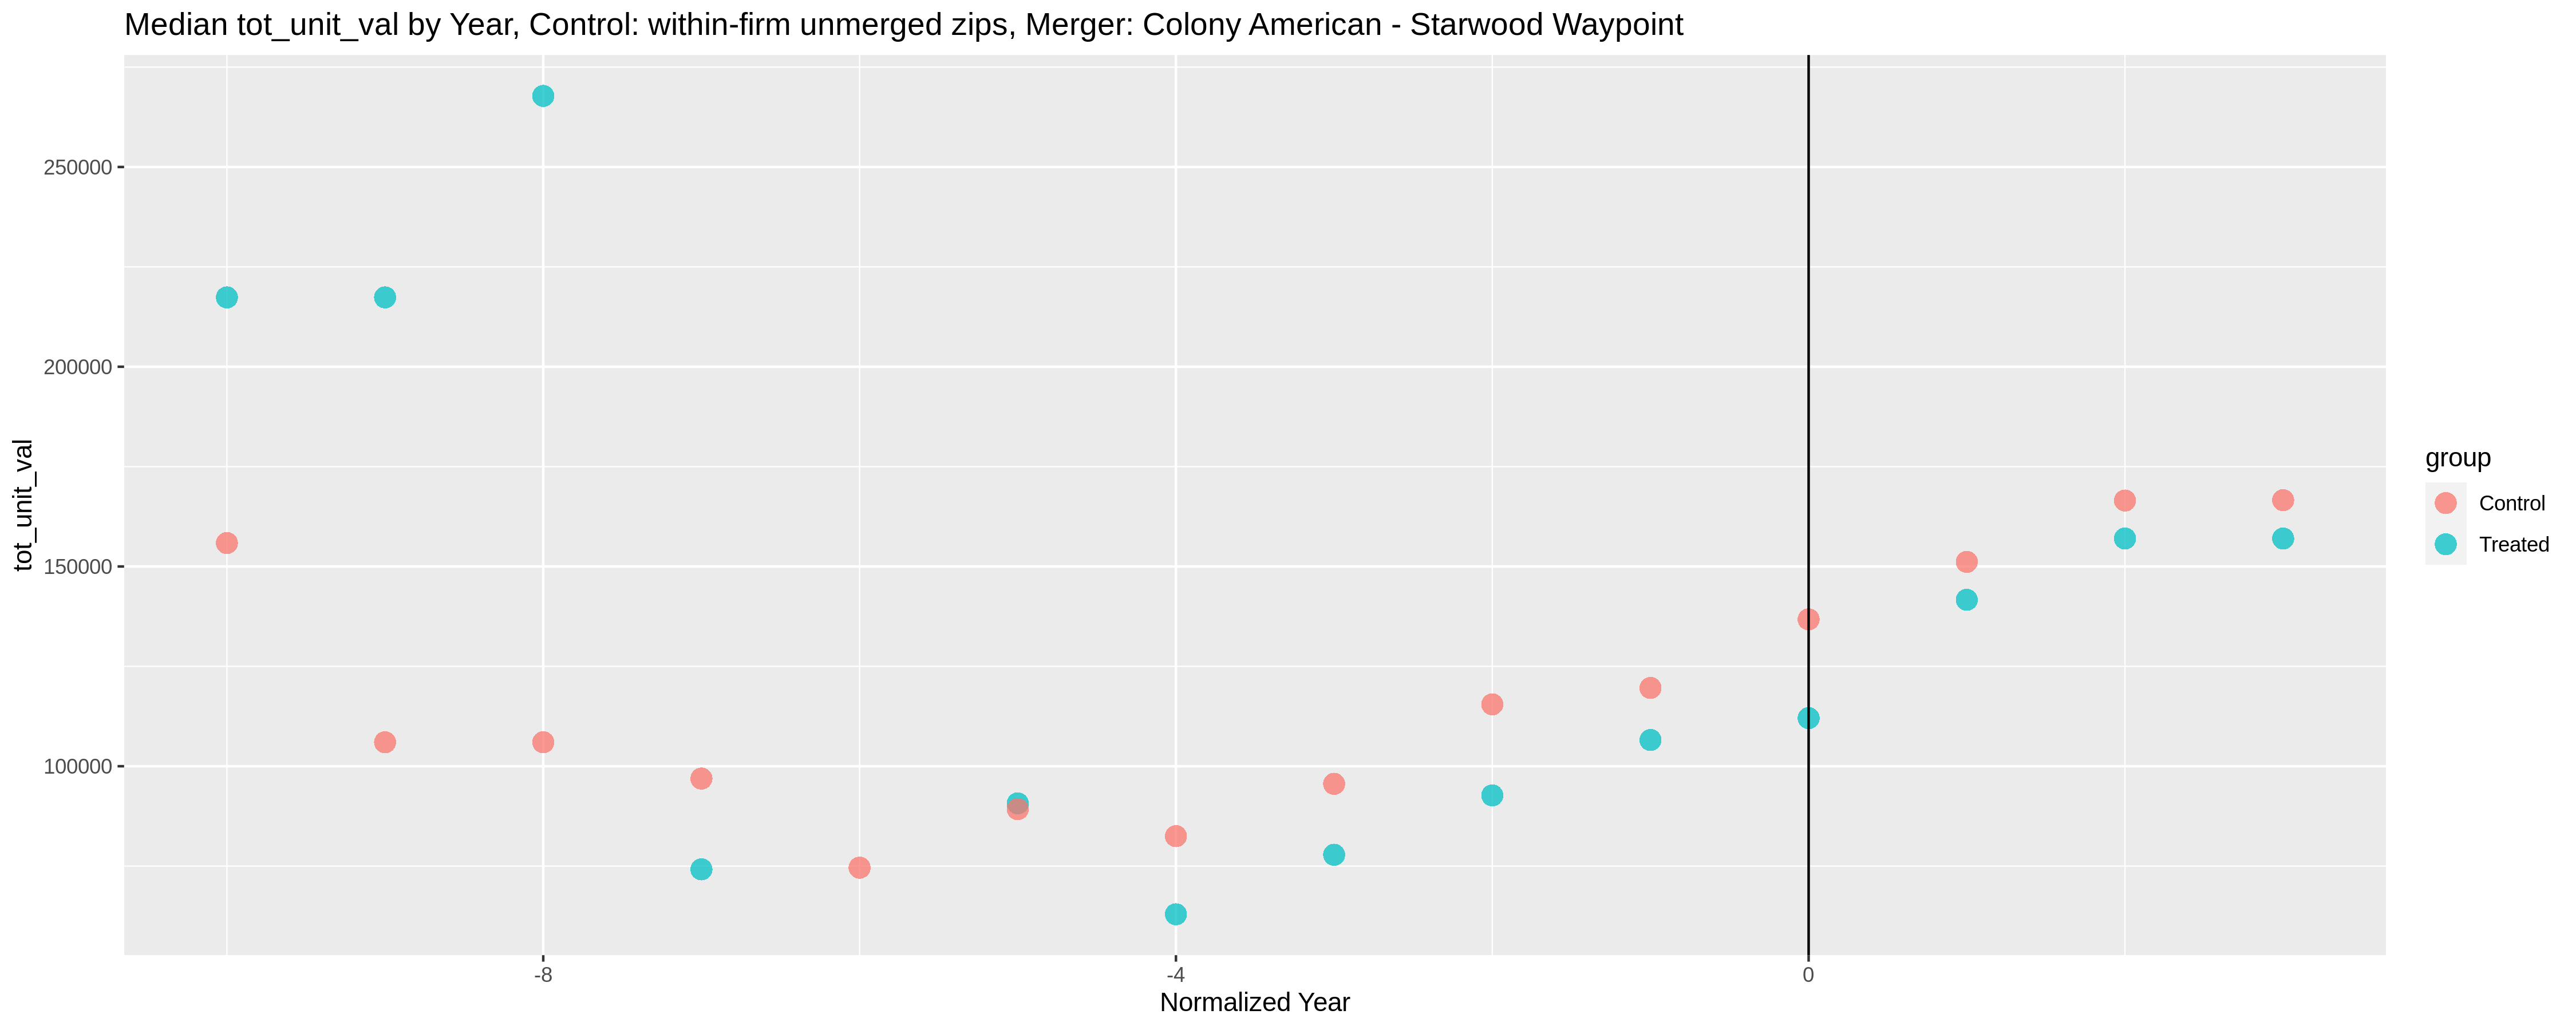 Median tot_unit_val by Year, Control: within-firm unmerged zips, Merger: Colony American - Starwood Waypoint
tot_unit_val
250000
200000
150000
100000
-8
-4
0
Normalized Year
group
Control
Treated